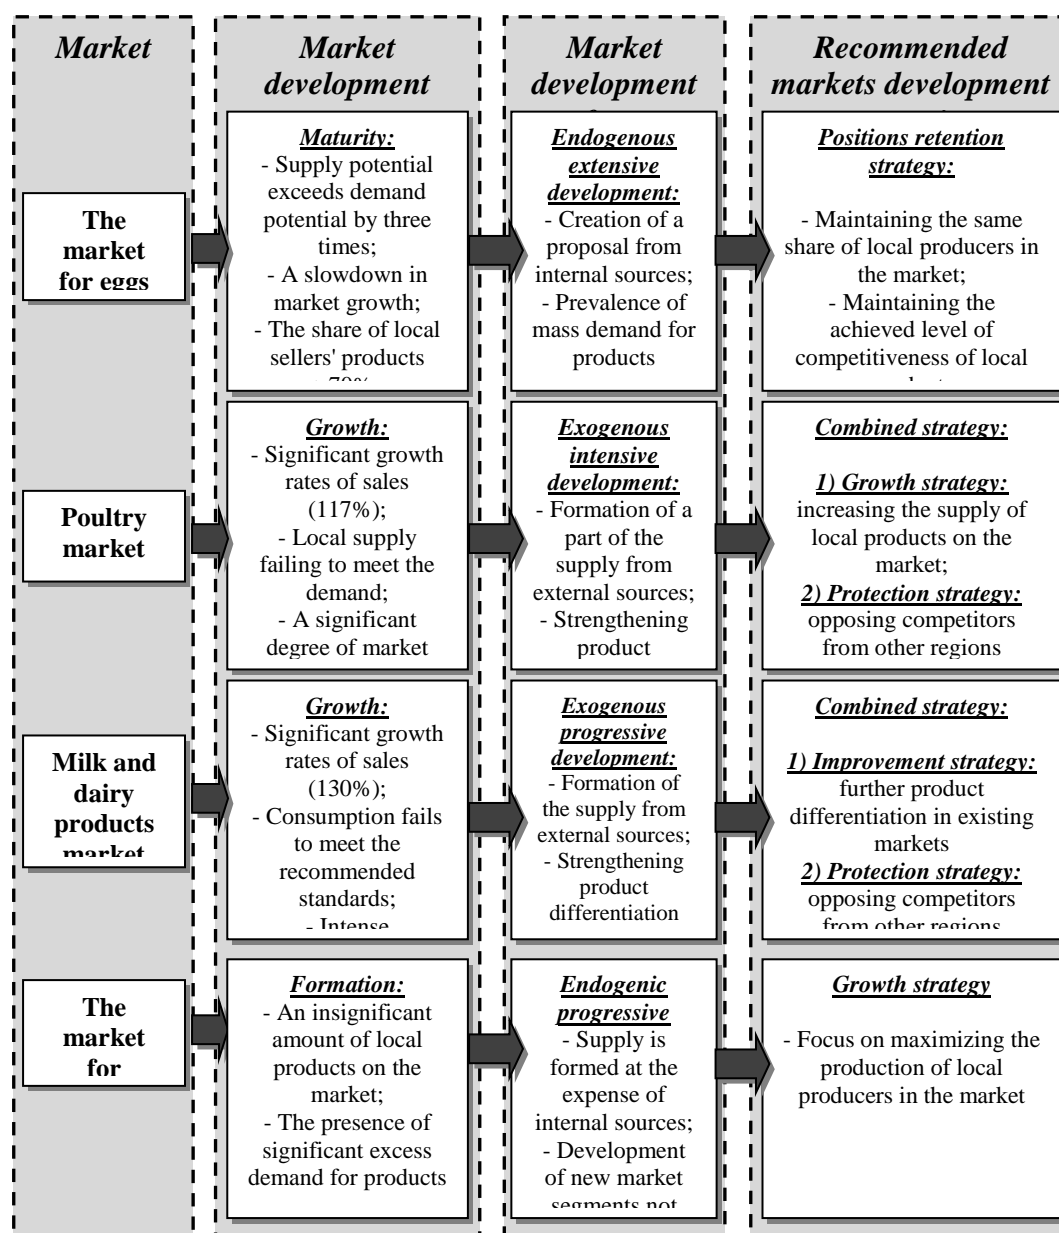 Market
Market
development
Market
development
Recommended
markets development
The
market
for eggs
Maturity:
- Supply potential
exceeds demand
potential by three
times;
- A slowdown in
market growth;
- The share of local
sellers' products
Endogenous
extensive
development:
- Creation of a
proposal from
internal sources;
- Prevalence of
mass demand for
products
Positions retention
strategy:
- Maintaining the same
share of local producers in
the market;
- Maintaining the
achieved level of
competitiveness of local
Poultry
market
Growth:
- Significant growth
rates of sales
(117%);
- Local supply
failing to meet the
demand;
- A significant
degree of market
Exogenous
intensive
development:
- Formation of a
part of the
supply from
external sources;
- Strengthening
product
Combined strategy:
1) Growth strategy:
increasing the supply of
local products on the
market;
2) Protection strategy:
opposing competitors
from other regions
Milk and
dairy
products
market
Growth:
- Significant growth
rates of sales
(130%);
- Consumption fails
to meet the
recommended
standards;
- Intense
Exogenous
progressive
development:
- Formation of
the supply from
external sources;
- Strengthening
product
differentiation
Combined strategy:
1) Improvement strategy:
further product
differentiation in existing
markets
2) Protection strategy:
opposing competitors
from other regions
The
market
for
Formation:
- An insignificant
amount of local
products on the
market;
- The presence of
significant excess
demand for products
Endogenic
progressive
- Supply is
formed at the
expense of
internal sources;
- Development
of new market
segments not
Growth strategy
- Focus on maximizing the
production of local
producers in the market